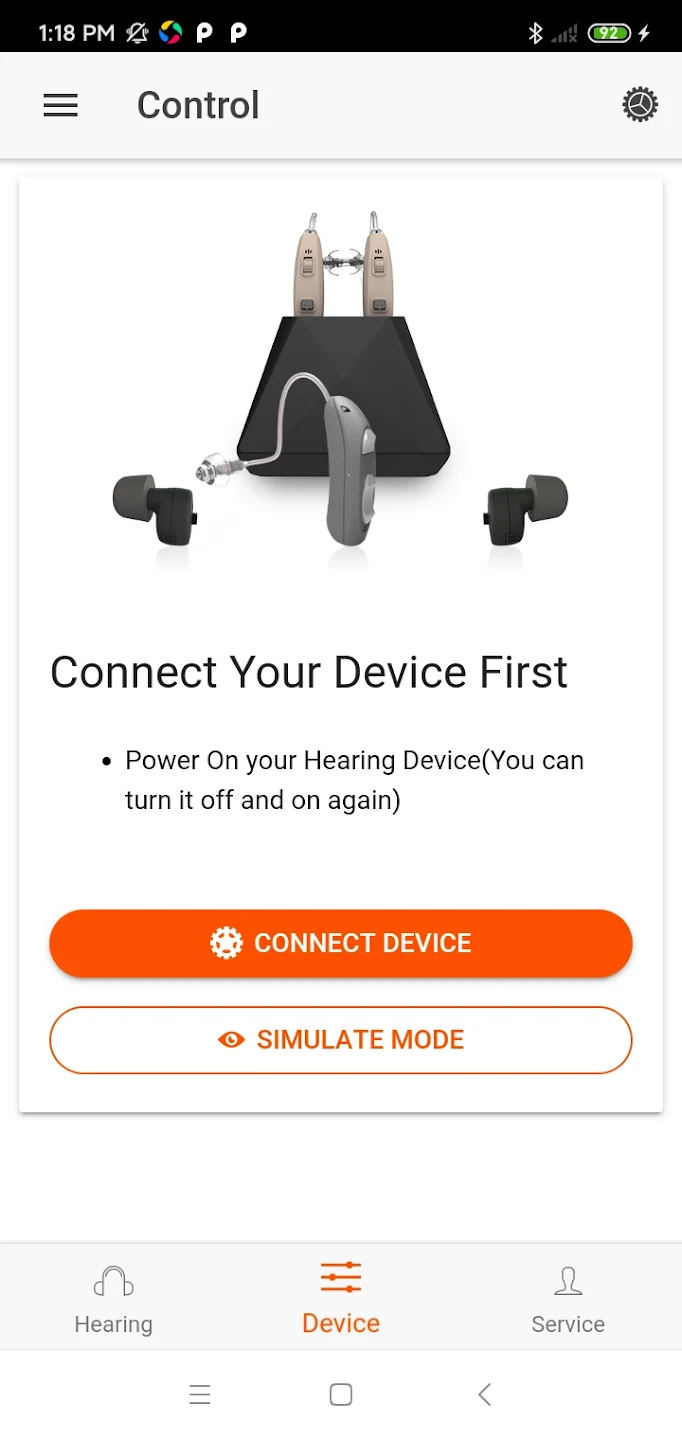 1:18 PM
92
Control
Connect Your Device First
• Power On your Hearing Device(You can
turn it off and on again)
CONNECT DEVICE
SIMULATE MODE
Hearing
Device
Service